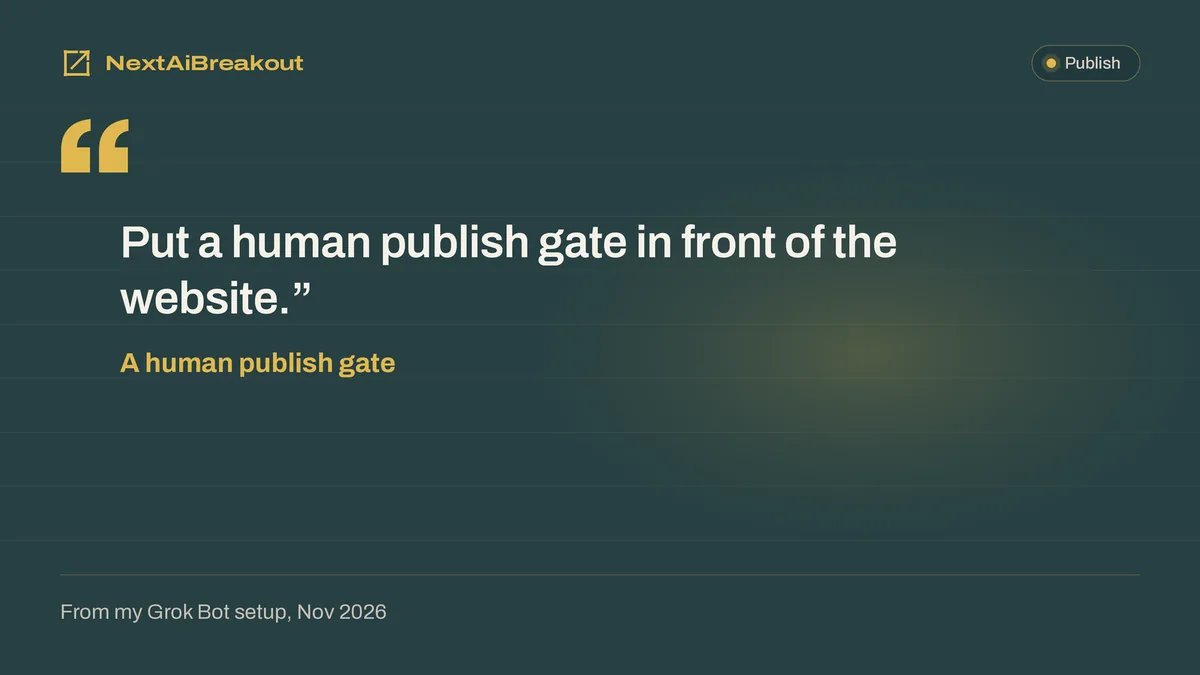 NextAiBreakout
Publish
“
Put a human publish gate in front of the
website.”
A human publish gate
From my Grok Bot setup, Nov 2026